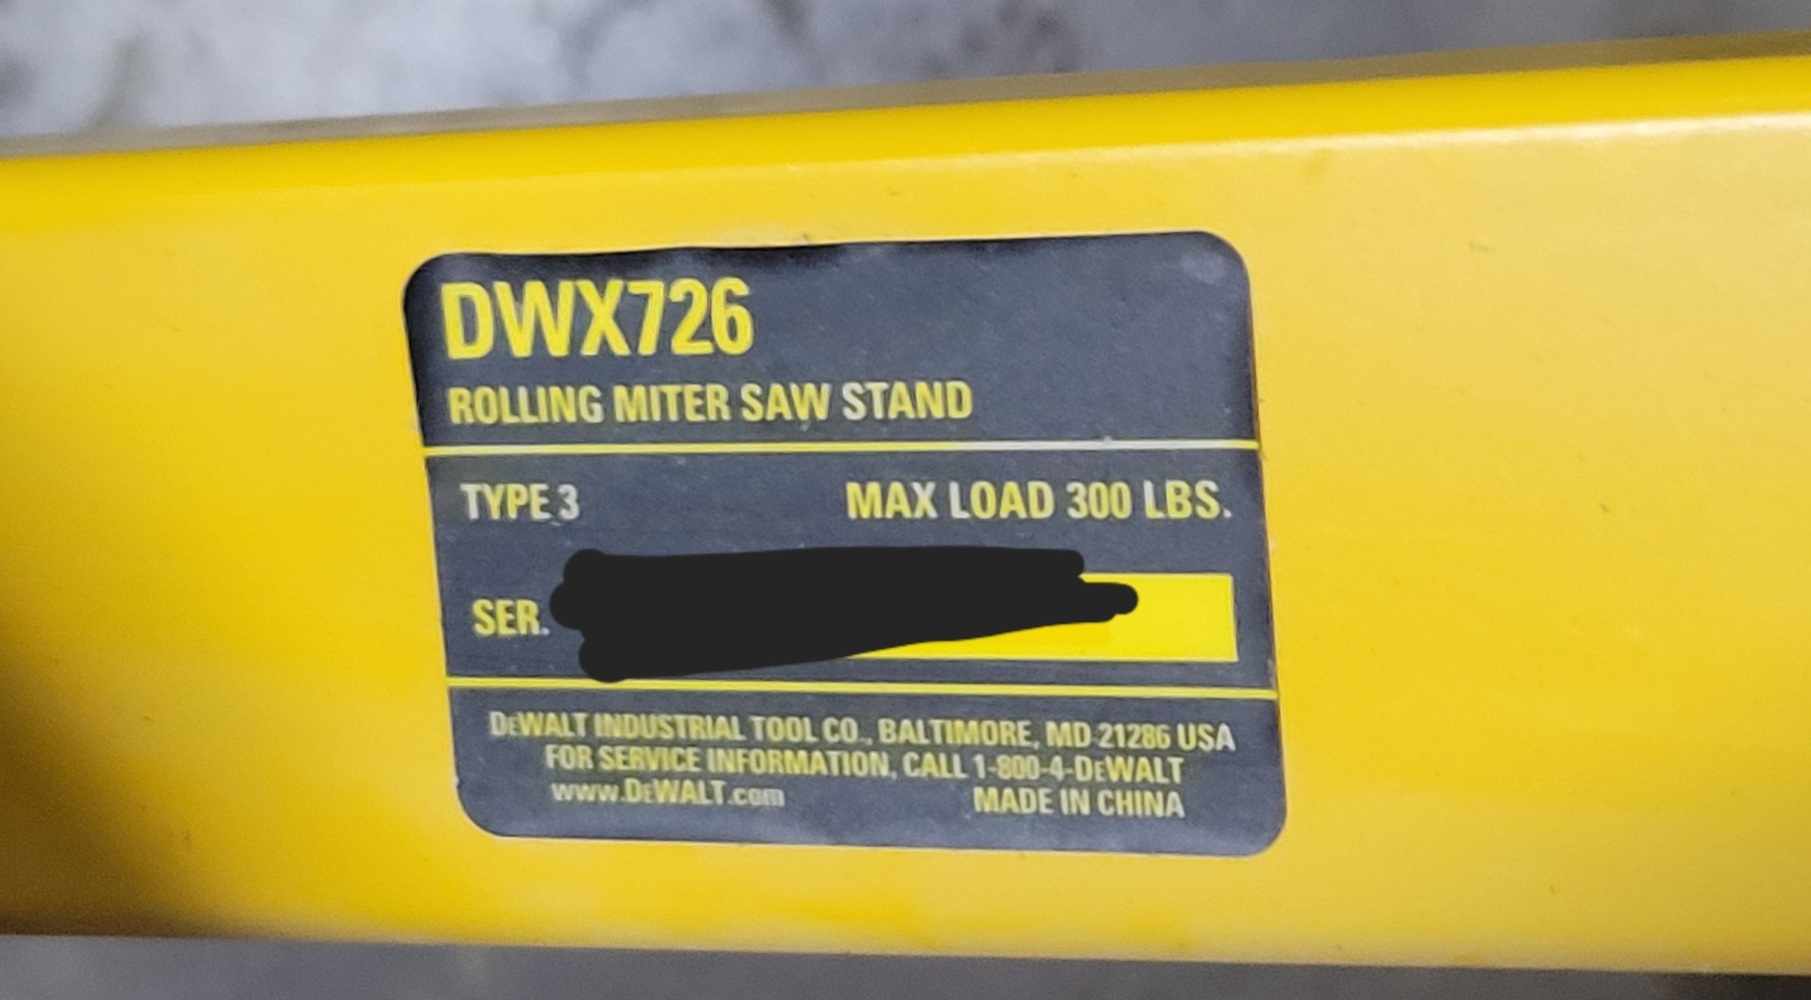 DWX726
ROLLING MITER SAW STAND
TYPE 3 MAX LOAD 300 LBS.
SER.
DEWALT INDUSTRIAL TOOL CO., BALTIMORE, MD 21286 USA
FOR SERVICE INFORMATION, CALL 1-800-4-DEWALT
www.DEWALT.com MADE IN CHINA